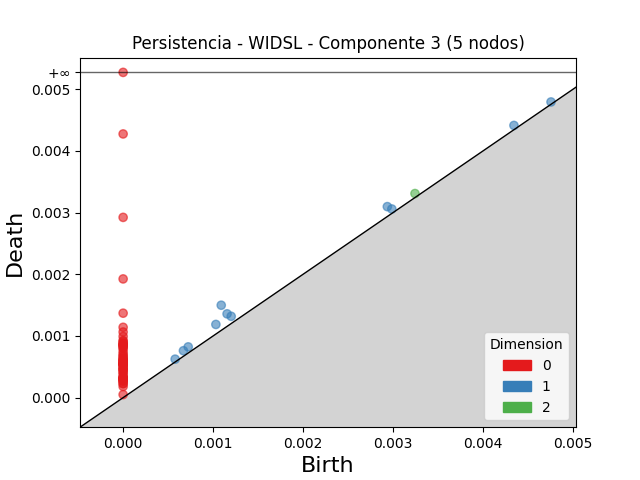 Persistencia - WIDSL - Componente 3 (5 nodos)
+∞
0.005
0.004
0.003
0.002
0.001
0.000
Death
Dimension
0
1
2
0.000 0.001 0.002 0.003 0.004 0.005
Birth